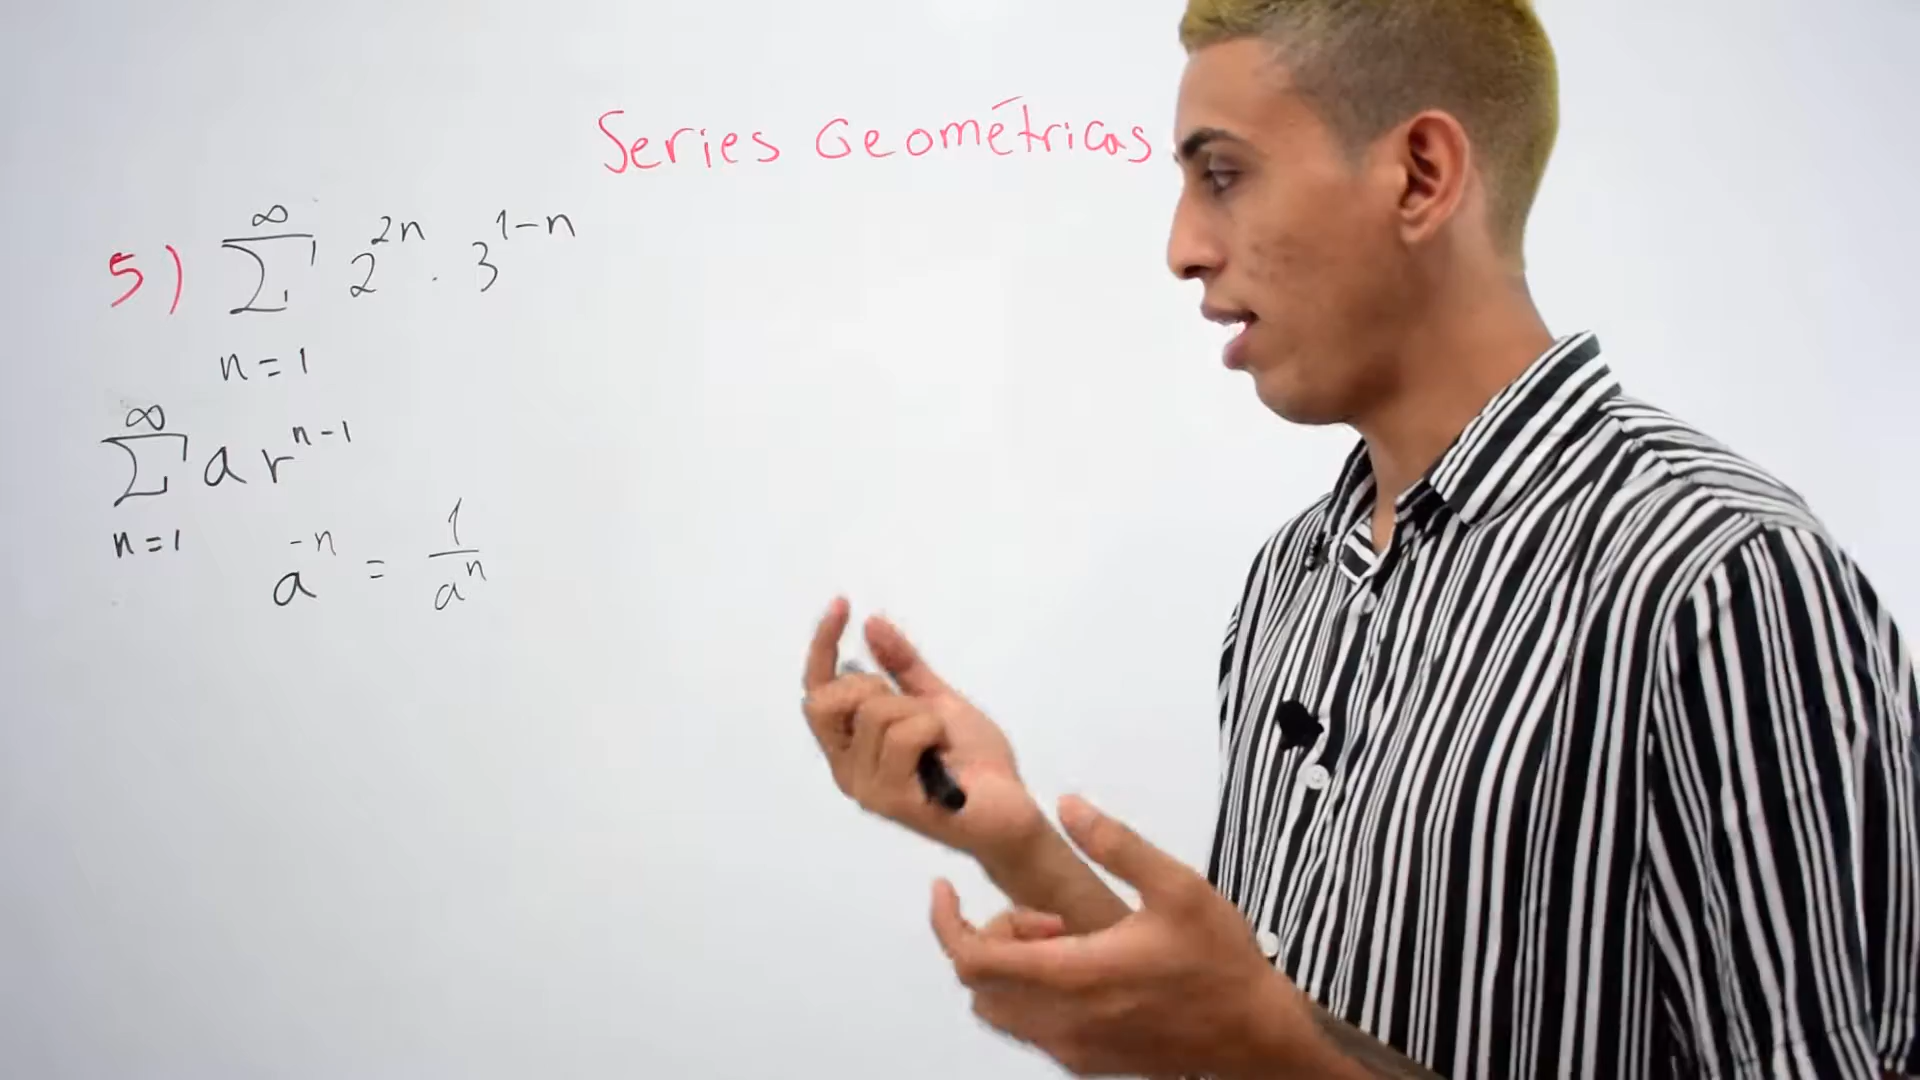 Series Geométricas
5) ∞ Σ n=1 2^{2n} · 3^{1-n}
∞ Σ n=1 a r^{n-1}
a^{-n} = 1/a^n